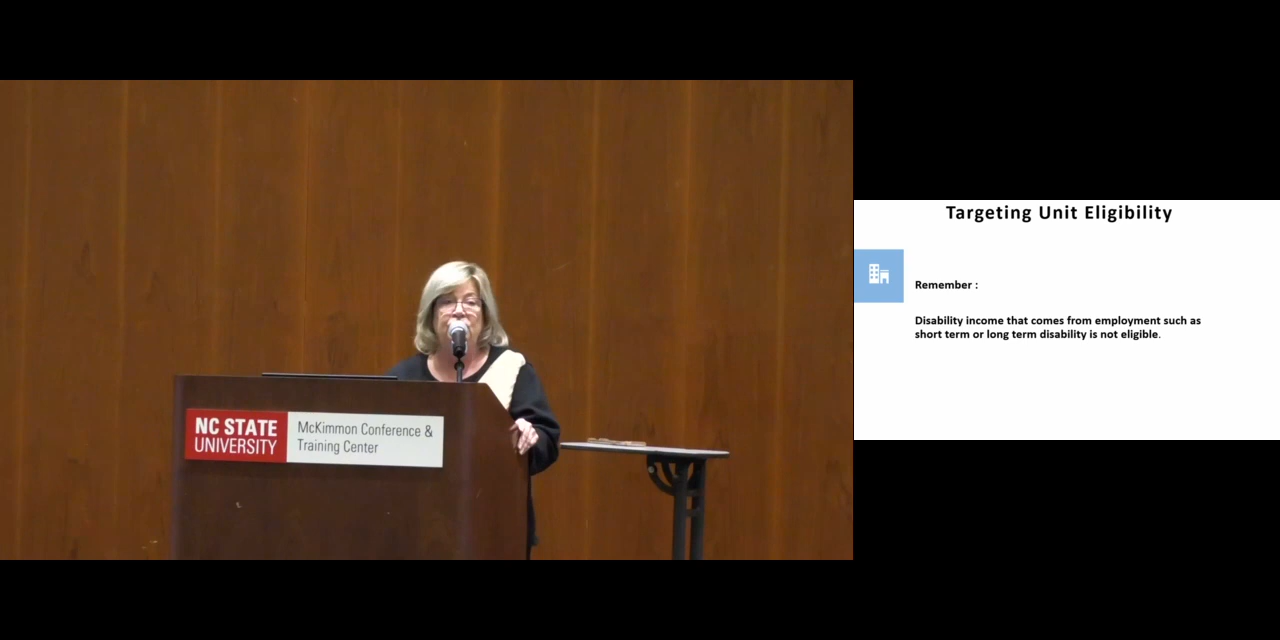 NC STATE
UNIVERSITY
McKimmon Conference &
Training Center
Targeting Unit Eligibility
Remember :
Disability income that comes from employment such as
short term or long term disability is not eligible.